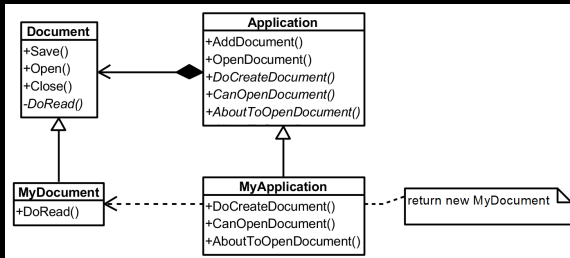 Document
+Save()
+Open()
+Close()
-DoRead()
Application
+AddDocument()
+OpenDocument()
+DoCreateDocument()
+CanOpenDocument()
+AboutToOpenDocument()
MyDocument
+DoRead()
MyApplication
+DoCreateDocument()
+CanOpenDocument()
+AboutToOpenDocument()
return new MyDocument